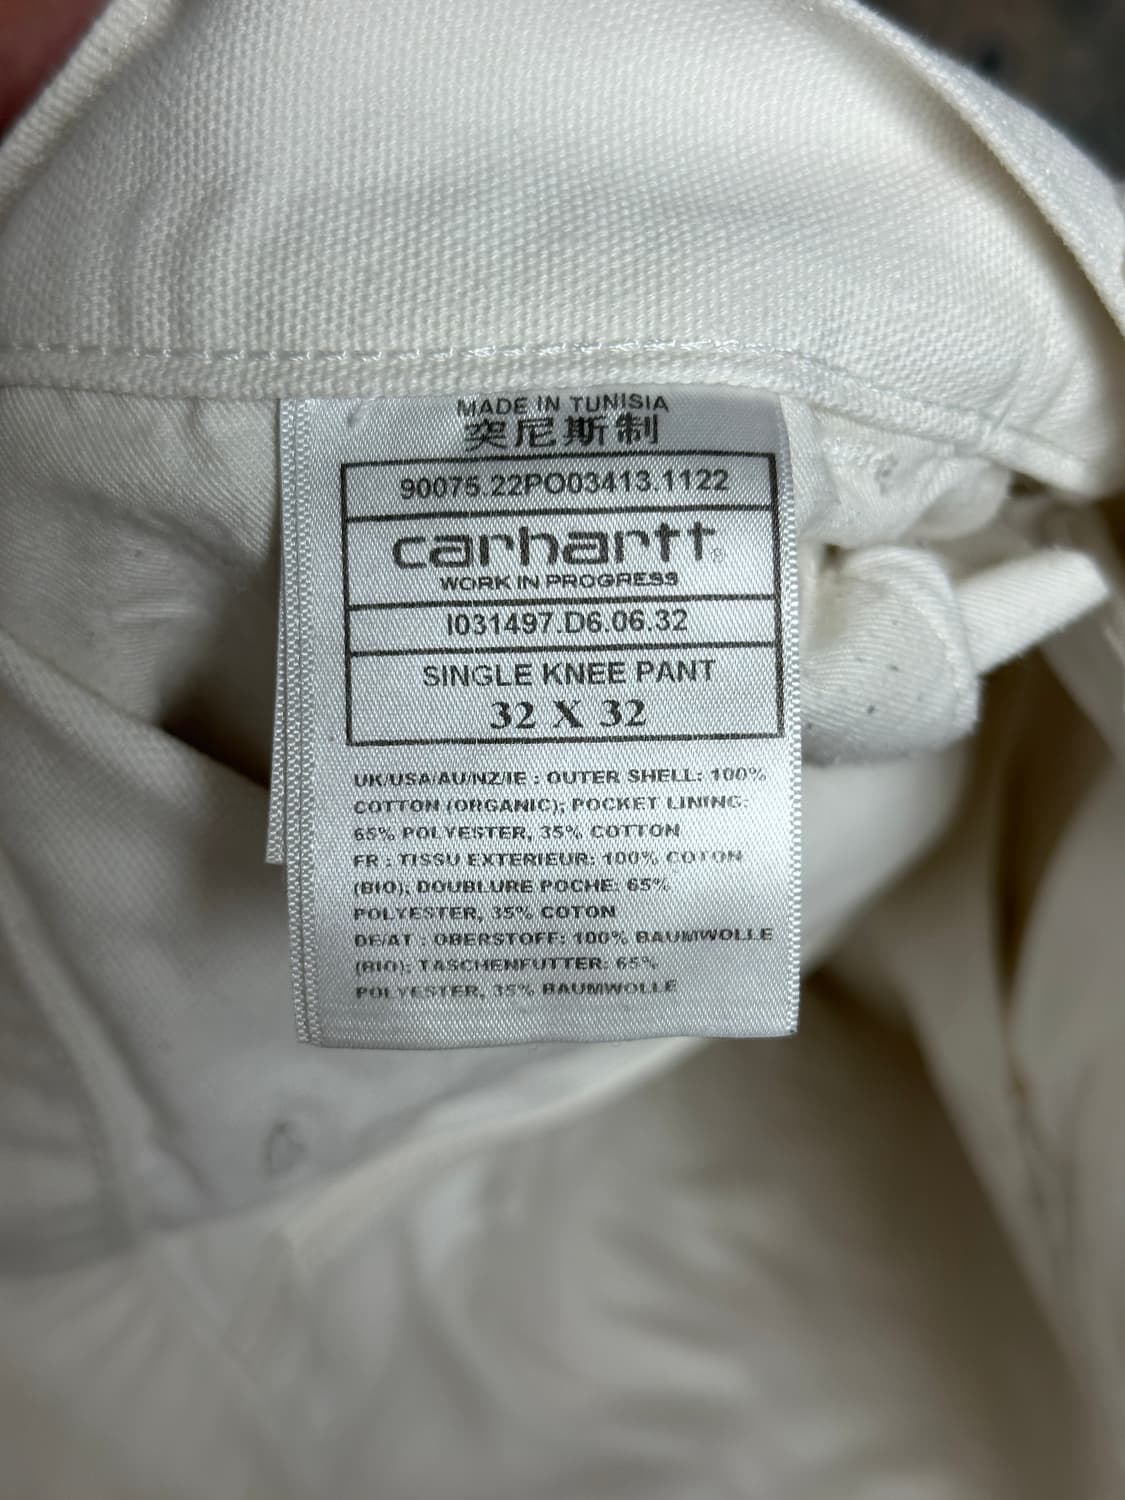 MADE IN TUNISIA
突尼斯制
90075.22PO03413.1122
carhartt®
WORK IN PROGRESS
I031497.D6.06.32
SINGLE KNEE PANT
32 X 32
UK/USA/AU/NZ/IE : OUTER SHELL: 100%
COTTON (ORGANIC); POCKET LINING:
65% POLYESTER, 35% COTTON
FR : TISSU EXTERIEUR: 100% COTON
(BIO); DOUBLURE POCHE: 65%
POLYESTER, 35% COTON
DE/AT : OBERSTOFF: 100% BAUMWOLLE
(BIO); TASCHENFUTTER: 65%
POLYESTER, 35% BAUMWOLLE